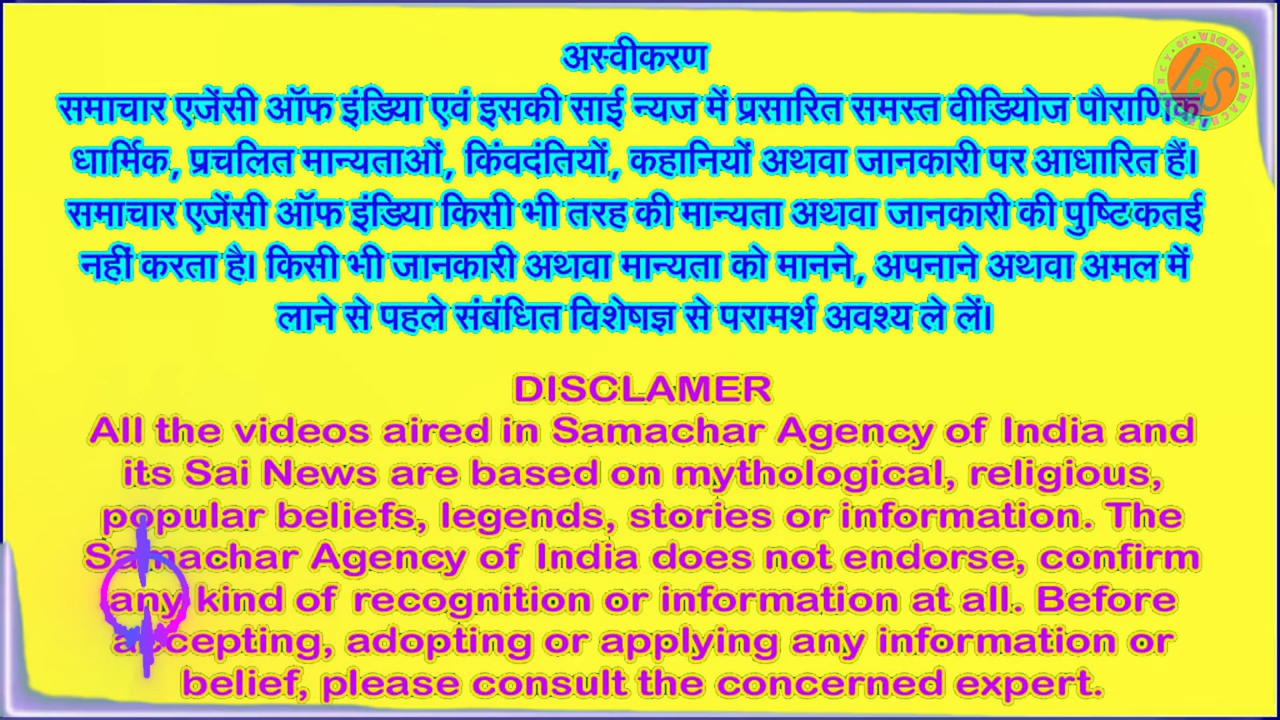 अस्वीकरण
समाचार एजेंसी ऑफ इंडिया एवं इसकी साई न्यज में प्रसारित समस्त वीडियोज पौराणिक,
धार्मिक, प्रचलित मान्यताओं, किंवदंतियों, कहानियों अथवा जानकारी पर आधारित हैं।
समाचार एजेंसी ऑफ इंडिया किसी भी तरह की मान्यता अथवा जानकारी की पुष्टि कतई
नहीं करता है। किसी भी जानकारी अथवा मान्यता को मानने, अपनाने अथवा अमल में
लाने से पहले संबंधित विशेषज्ञ से परामर्श अवश्य ले लें।
DISCLAMER
All the videos aired in Samachar Agency of India and
its Sai News are based on mythological, religious,
popular beliefs, legends, stories or information. The
Samachar Agency of India does not endorse, confirm
any kind of recognition or information at all. Before
accepting, adopting or applying any information or
belief, please consult the concerned expert.